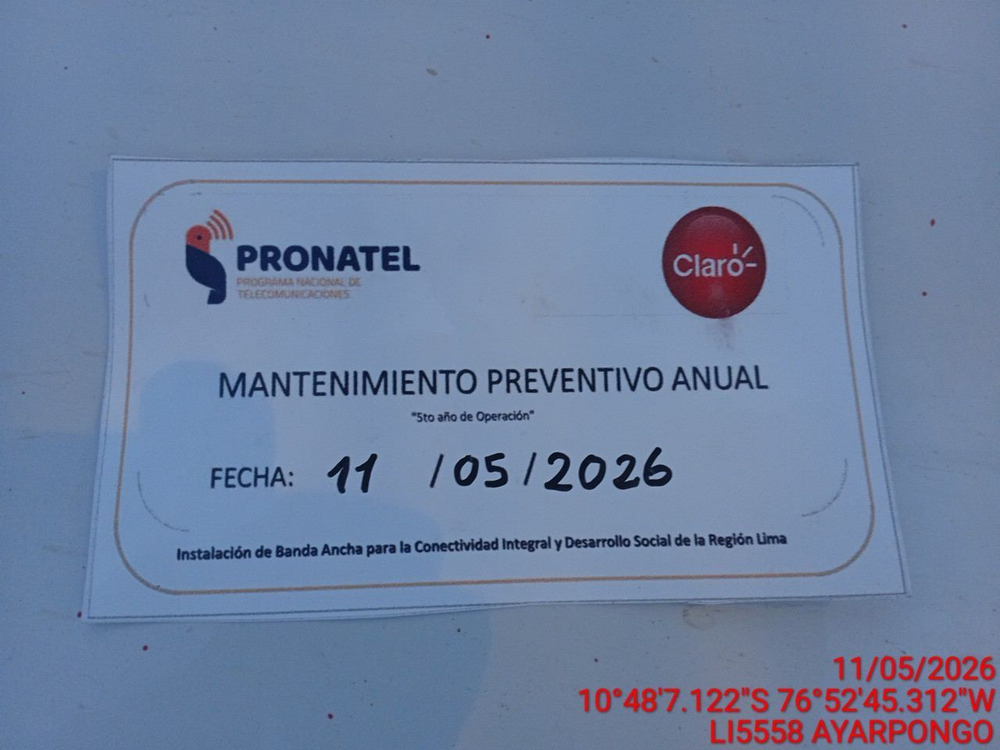 PRONATEL
PROGRAMA NACIONAL DE
TELECOMUNICACIONES
Claro
MANTENIMIENTO PREVENTIVO ANUAL
"5to año de Operación"
FECHA: 11 /05/2026
Instalación de Banda Ancha para la Conectividad Integral y Desarrollo Social de la Región Lima
11/05/2026
10°48'7.122"S 76°52'45.312"W
LI5558 AYARPONGO